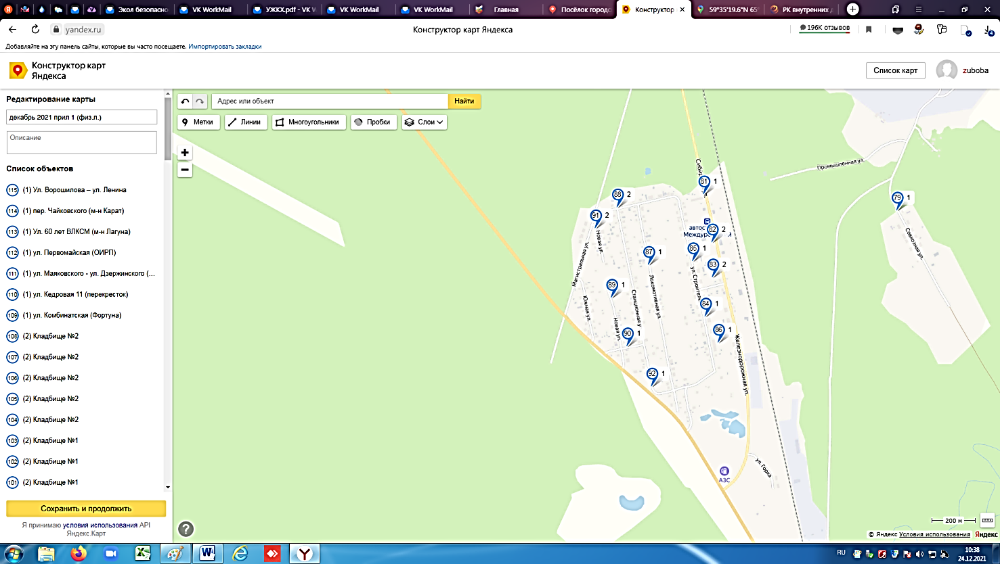 Экол безопасно
VK WorkMail
УЖКХ.pdf - VK W
VK WorkMail
VK WorkMail
Главная
Посёлок городс
Конструктор
59°35'19.6"N 65°
РК внутренних д
yandex.ru
Конструктор карт Яндекса
196K отзывов
4
Добавляйте на эту панель сайты, которые вы часто посещаете. Импортировать закладки
Конструктор карт
Яндекса
Список карт
zuboba
Редактирование карты
декабрь 2021 прил 1 (физ.л.)
Описание
Список объектов
115 (1) Ул. Ворошилова – ул. Ленина
114 (1) пер. Чайковского (м-н Карат)
113 (1) Ул. 60 лет ВЛКСМ (м-н Лагуна)
112 (1) ул. Первомайская (ОИРП)
111 (1) ул. Маяковского - ул. Дзержинского (...
110 (1) ул. Кедровая 11 (перекресток)
109 (1) ул. Комбинатская (Фортуна)
108 (2) Кладбище №2
107 (2) Кладбище №2
106 (2) Кладбище №2
105 (2) Кладбище №2
104 (2) Кладбище №2
103 (2) Кладбище №1
102 (2) Кладбище №1
101 (2) Кладбище №1
Сохранить и продолжить
Я принимаю условия использования API
Яндекс.Карт
Адрес или объект
Найти
Метки
Линии
Многоугольники
Пробки
Слои
+
−
?
Промышленная ул.
81 1
88 2
79 1
91 2
82 2
85 1
87 1
83 2
89 1
84 1
90 1
86 1
92 1
Новая ул.
Магистральная ул.
Совхозная ул.
Локомотивная ул.
Станционная у
Южная ул.
Новая ул.
ул. Строител
Железнодорожная ул.
ул. Горка
АЗС
200 м
© Яндекс Условия использования Яндекс
RU
10:38
24.12.2021